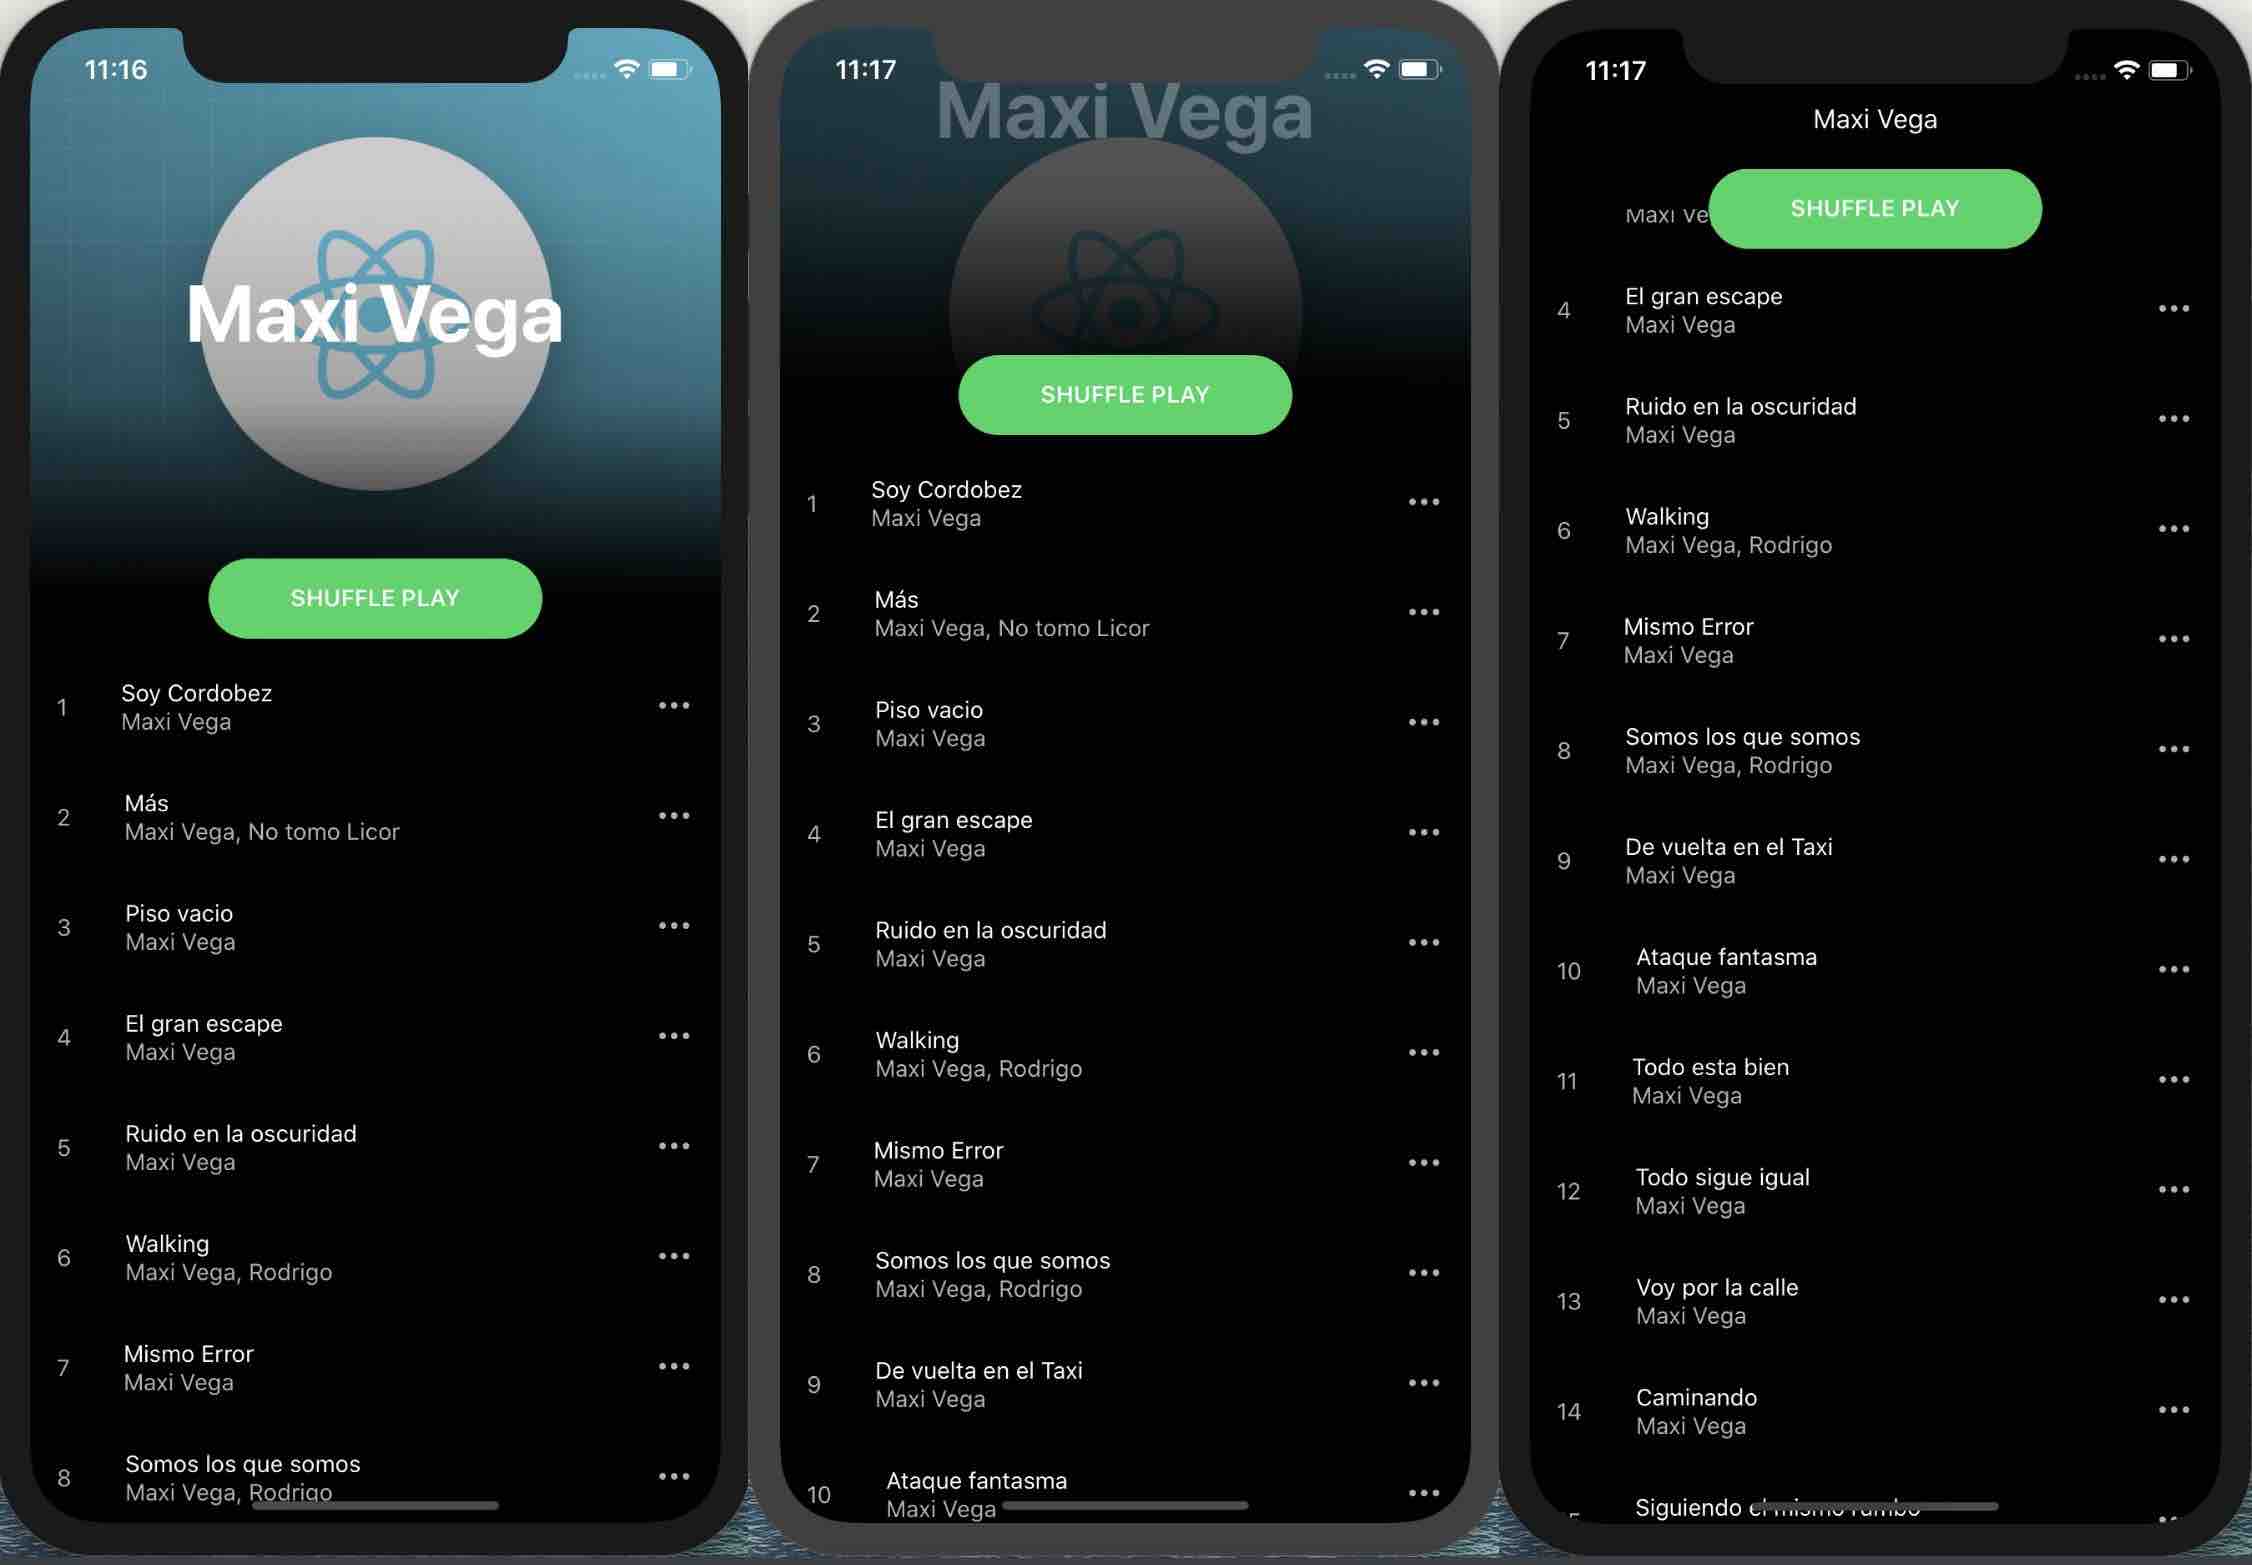 11:16
Maxi Vega
SHUFFLE PLAY
1
Soy Cordobez
Maxi Vega
2
Más
Maxi Vega, No tomo Licor
3
Piso vacio
Maxi Vega
4
El gran escape
Maxi Vega
5
Ruido en la oscuridad
Maxi Vega
6
Walking
Maxi Vega, Rodrigo
7
Mismo Error
Maxi Vega
8
Somos los que somos
Maxi Vega, Rodrigo
11:17
Maxi Vega
SHUFFLE PLAY
1
Soy Cordobez
Maxi Vega
2
Más
Maxi Vega, No tomo Licor
3
Piso vacio
Maxi Vega
4
El gran escape
Maxi Vega
5
Ruido en la oscuridad
Maxi Vega
6
Walking
Maxi Vega, Rodrigo
7
Mismo Error
Maxi Vega
8
Somos los que somos
Maxi Vega, Rodrigo
9
De vuelta en el Taxi
Maxi Vega
10
Ataque fantasma
Maxi Vega
11:17
Maxi Vega
SHUFFLE PLAY
Maxi Ve
4
El gran escape
Maxi Vega
5
Ruido en la oscuridad
Maxi Vega
6
Walking
Maxi Vega, Rodrigo
7
Mismo Error
Maxi Vega
8
Somos los que somos
Maxi Vega, Rodrigo
9
De vuelta en el Taxi
Maxi Vega
10
Ataque fantasma
Maxi Vega
11
Todo esta bien
Maxi Vega
12
Todo sigue igual
Maxi Vega
13
Voy por la calle
Maxi Vega
14
Caminando
Maxi Vega
Siguiendo el mismo rumbo